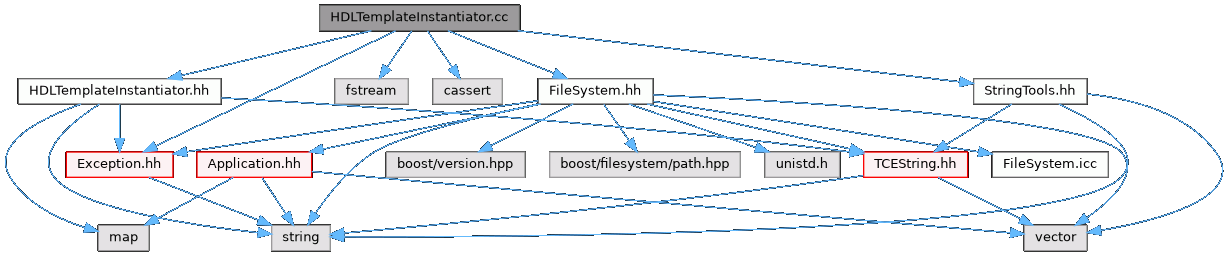 HDLTemplateInstantiator.cc
HDLTemplateInstantiator.hh
fstream
cassert
FileSystem.hh
StringTools.hh
Exception.hh
Application.hh
boost/version.hpp
boost/filesystem/path.hpp
unistd.h
TCEString.hh
FileSystem.icc
map
string
vector